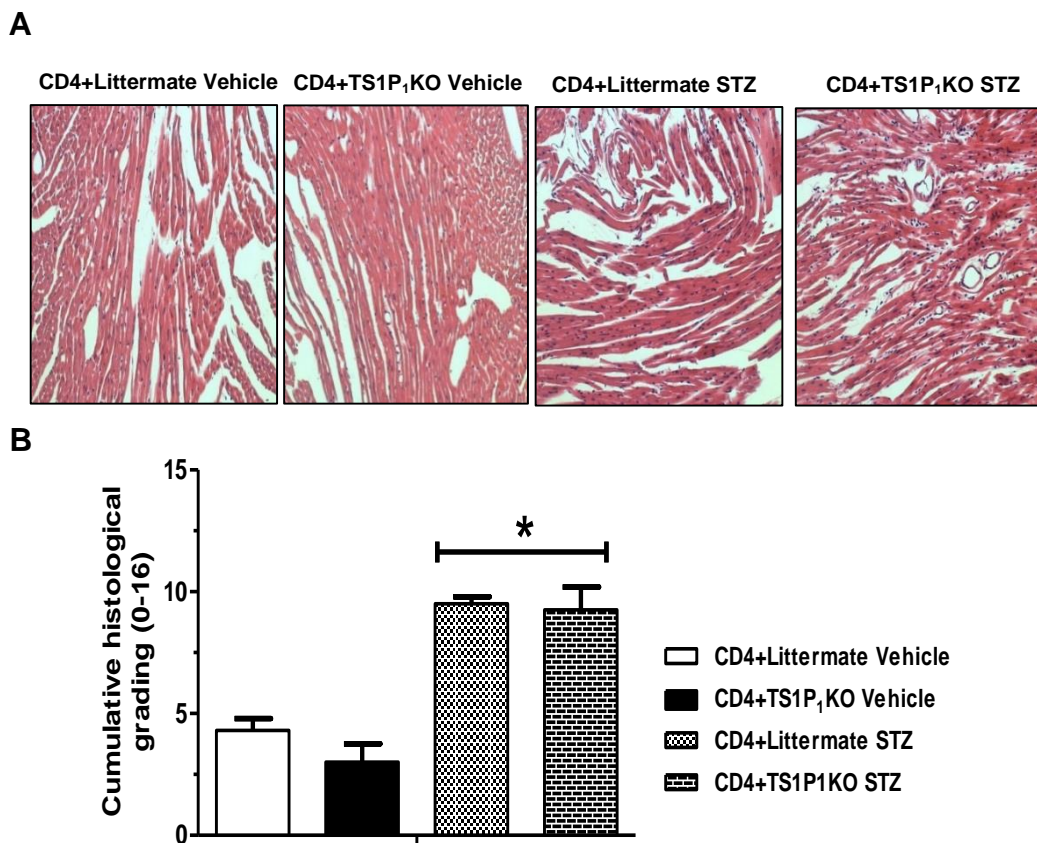 A
CD4+Littermate Vehicle
CD4+TS1P₁KO Vehicle
CD4+Littermate STZ
CD4+TS1P₁KO STZ
B
Cumulative histological
grading (0-16)
15
10
5
0
*
CD4+Littermate Vehicle
CD4+TS1P₁KO Vehicle
CD4+Littermate STZ
CD4+TS1P1KO STZ